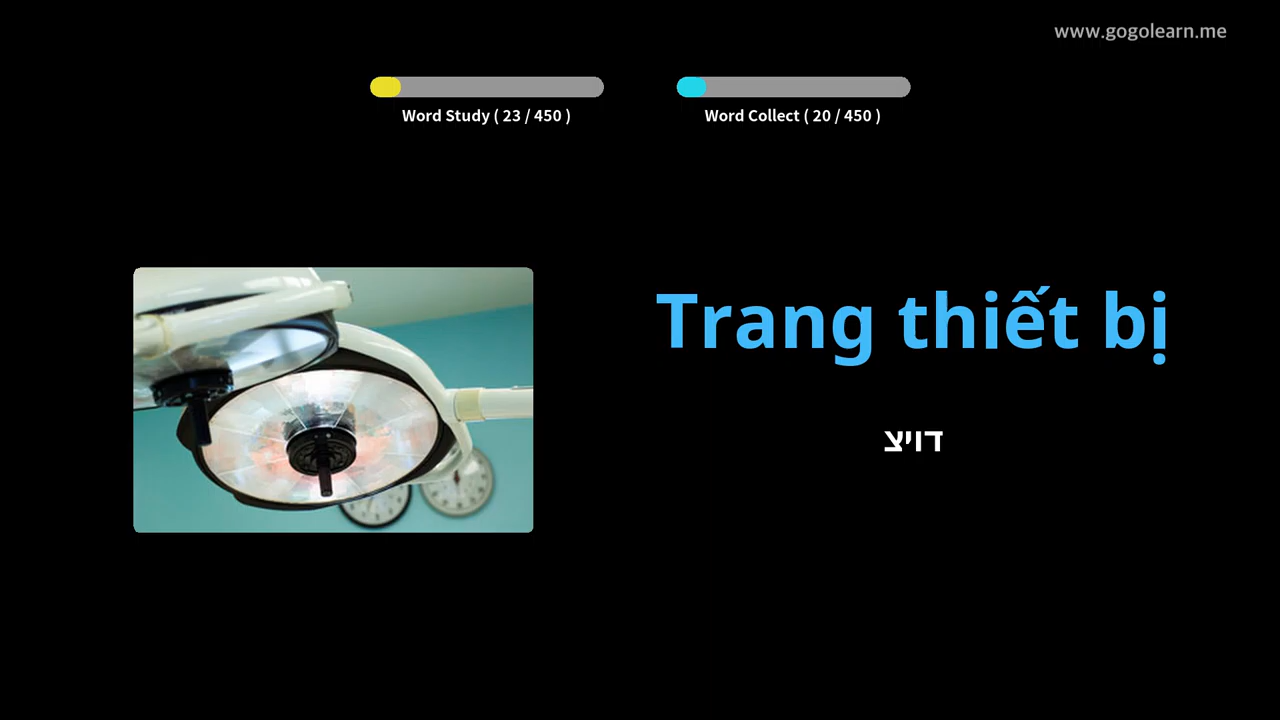 www.gogolearn.me
Word Study ( 23 / 450 )
Word Collect ( 20 / 450 )
Trang thiết bị
דויצ